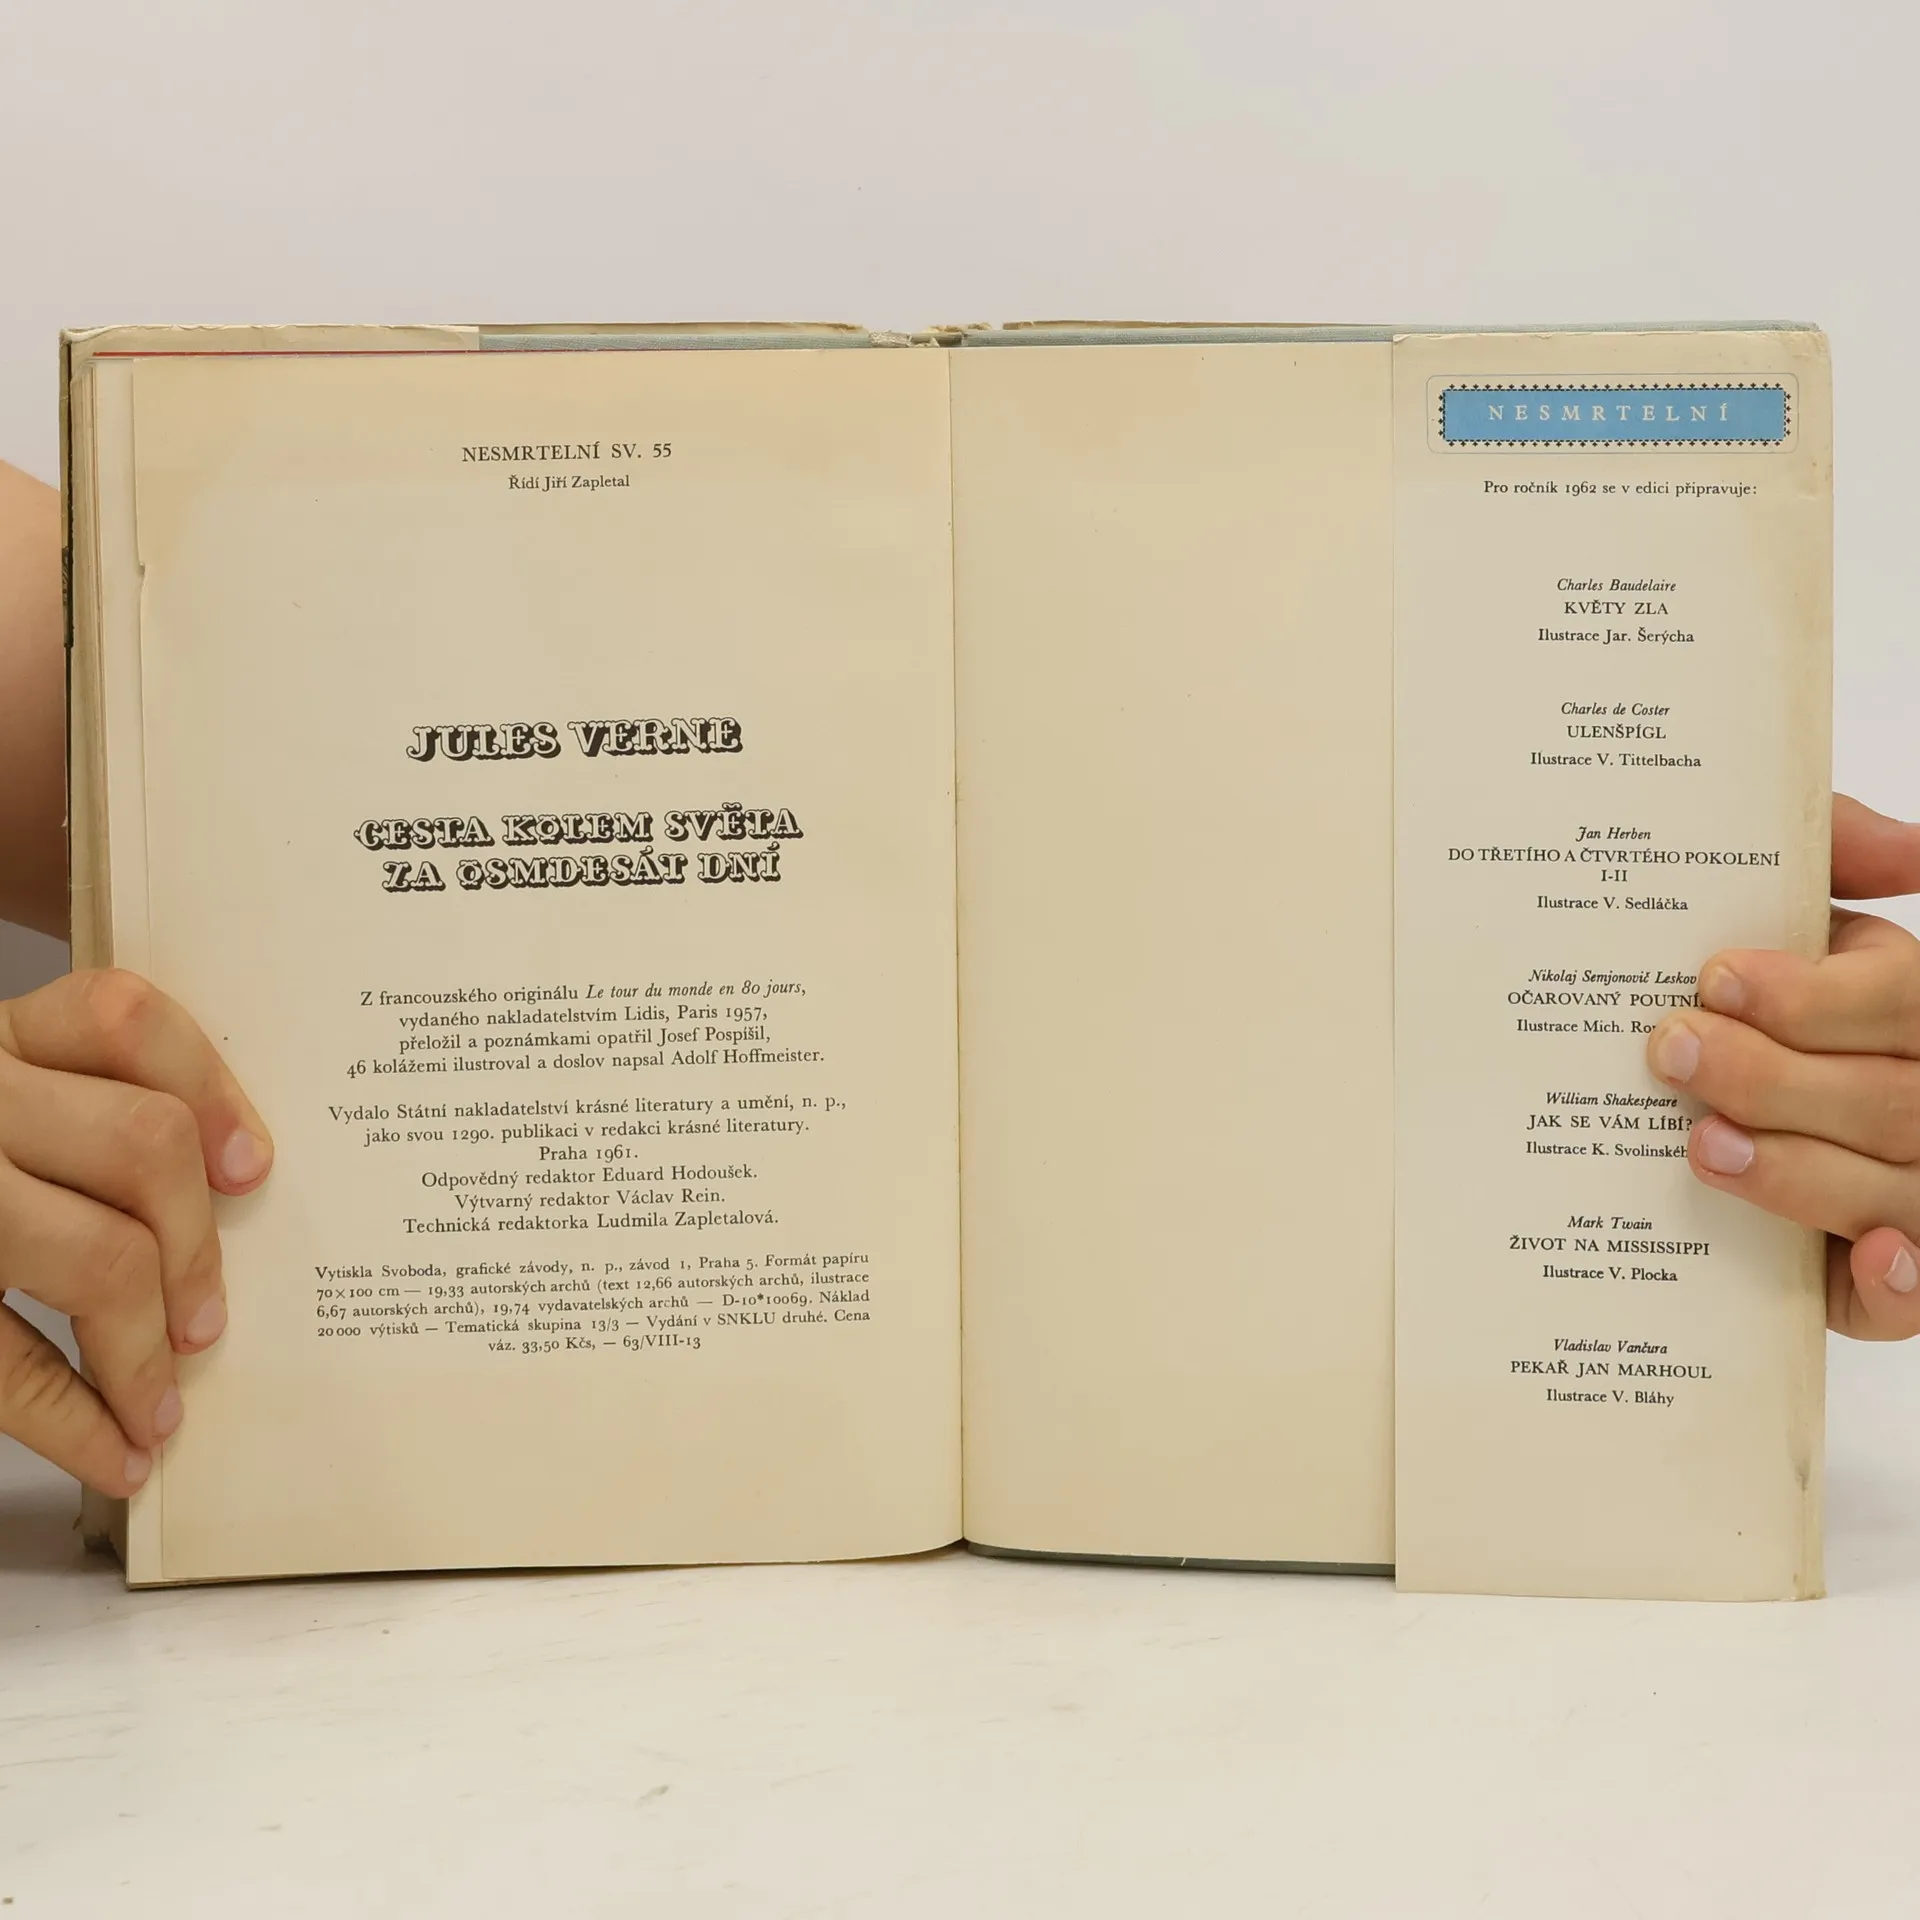 NESMRTELNÍ SV. 55
Řídí Jiří Zapletal
JULES VERNE
CESTA KOLEM SVĚTA
ZA OSMDESÁT DNÍ
Z francouzského originálu Le tour du monde en 80 jours,
vydaného nakladatelstvím Lidis, Paris 1957,
přeložil a poznámkami opatřil Josef Pospíšil,
46 kolážemi ilustroval a doslov napsal Adolf Hoffmeister.
Vydalo Státní nakladatelství krásné literatury a umění, n. p.,
jako svou 1290. publikaci v redakci krásné literatury.
Praha 1961.
Odpovědný redaktor Eduard Hodoušek.
Výtvarný redaktor Václav Rein.
Technická redaktorka Ludmila Zapletalová.
Vytiskla Svoboda, grafické závody, n. p., závod 1, Praha 5. Formát papíru
70×100 cm — 19,33 autorských archů (text 12,66 autorských archů, ilustrace
6,67 autorských archů), 19,74 vydavatelských archů — D-10*10069. Náklad
20 000 výtisků — Tematická skupina 13/3 — Vydání v SNKLU druhé. Cena
váz. 33,50 Kčs, — 63/VIII-13
NESMRTELNÍ
Pro ročník 1962 se v edici připravuje:
Charles Baudelaire
KVĚTY ZLA
Ilustrace Jar. Šerýcha
Charles de Coster
ULENŠPÍGL
Ilustrace V. Tittelbacha
Jan Herben
DO TŘETÍHO A ČTVRTÉHO POKOLENÍ
I-II
Ilustrace V. Sedláčka
Nikolaj Semjonovič Leskov
OČAROVANÝ
Ilustrace Mich.
William Shakespeare
JAK SE VÁM LÍBÍ?
Ilustrace K.
Mark Twain
ŽIVOT NA MISSISSIPPI
Ilustrace V. Plocka
Vladislav Vančura
PEKAŘ JAN MARHOUL
Ilustrace V. Bláhy